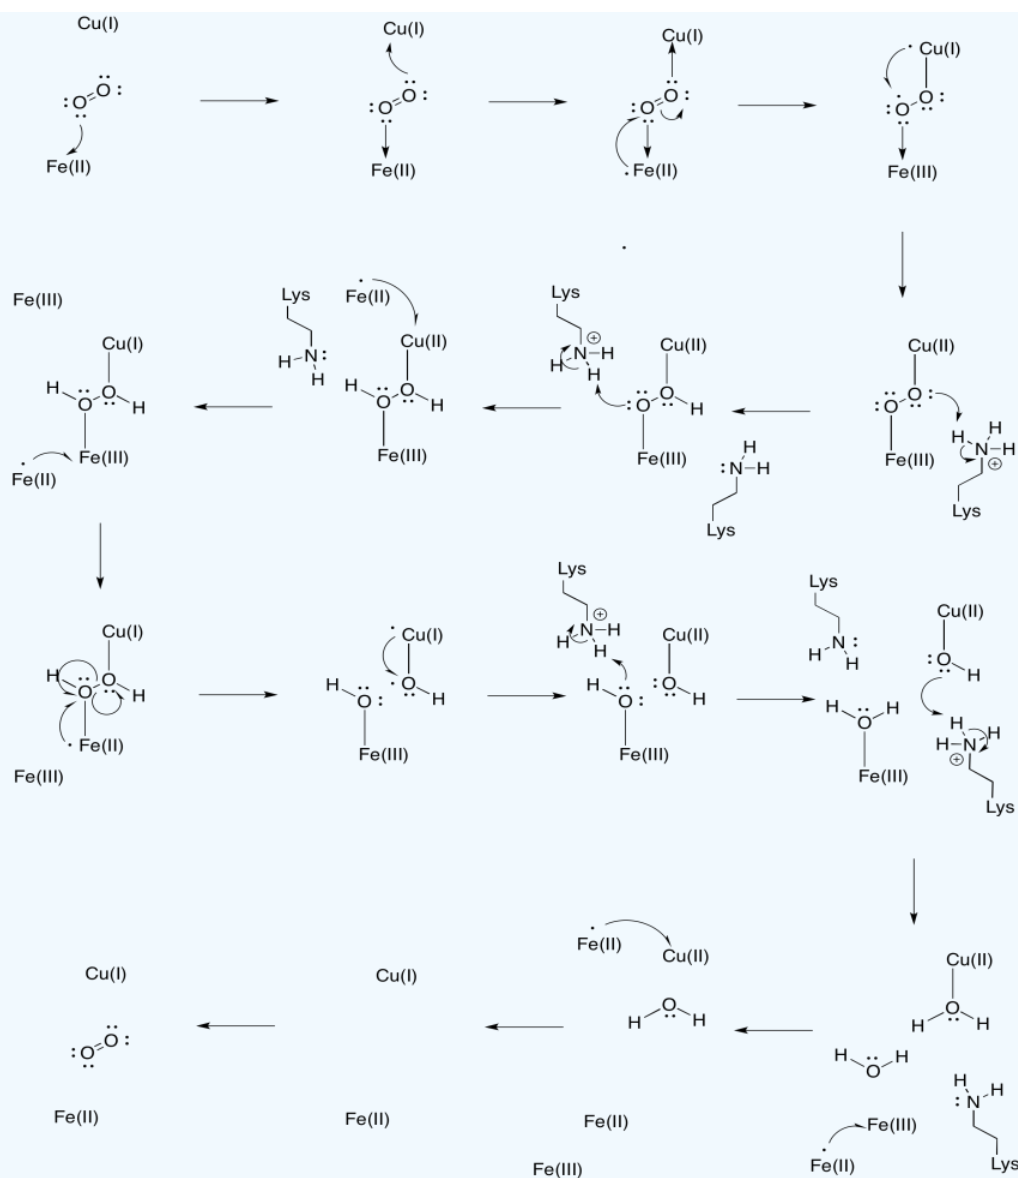 Cu(I)
:O=O:
Fe(II)
Cu(I)
:O=O:
Fe(II)
Cu(I)
:O=O:
Fe(II)
Cu(I)
:O-O:
Fe(III)
Fe(III)
Cu(I)
H
O
O
H
Fe(III)
Fe(II)
Lys
H
N:
H
Fe(II)
Cu(II)
H
O
O
H
Fe(III)
Lys
H
N
H
H
Cu(II)
:O
O
H
Fe(III)
H
:N
H
Lys
Cu(II)
:O
O:
Fe(III)
H
H
N
H
Lys
Cu(I)
H
O
O
H
Fe(II)
Fe(III)
Cu(I)
H
O:
O
H
Fe(III)
Lys
H
N
H
H
Cu(II)
H
O:
:O
H
Fe(III)
Lys
H
N:
H
Cu(II)
:O
H
H
O
H
Fe(III)
H
H
H
N
Lys
Cu(I)
:O=O:
Fe(II)
Cu(I)
Fe(II)
Fe(II)
Cu(II)
H
O
H
Fe(II)
Fe(III)
Cu(II)
H
O
H
H
O
H
Fe(III)
Fe(II)
H
H
:N
Lys